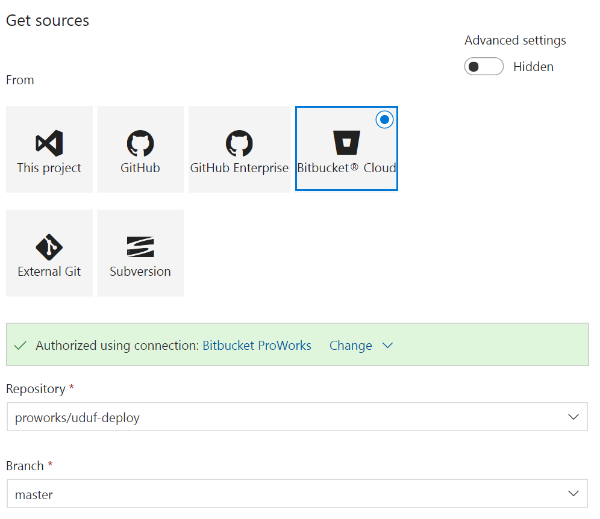 Get sources
Advanced settings
Hidden
From
This project
GitHub
GitHub Enterprise
Bitbucket® Cloud
External Git
Subversion
Authorized using connection: Bitbucket ProWorks Change
Repository *
proworks/uduf-deploy
Branch *
master